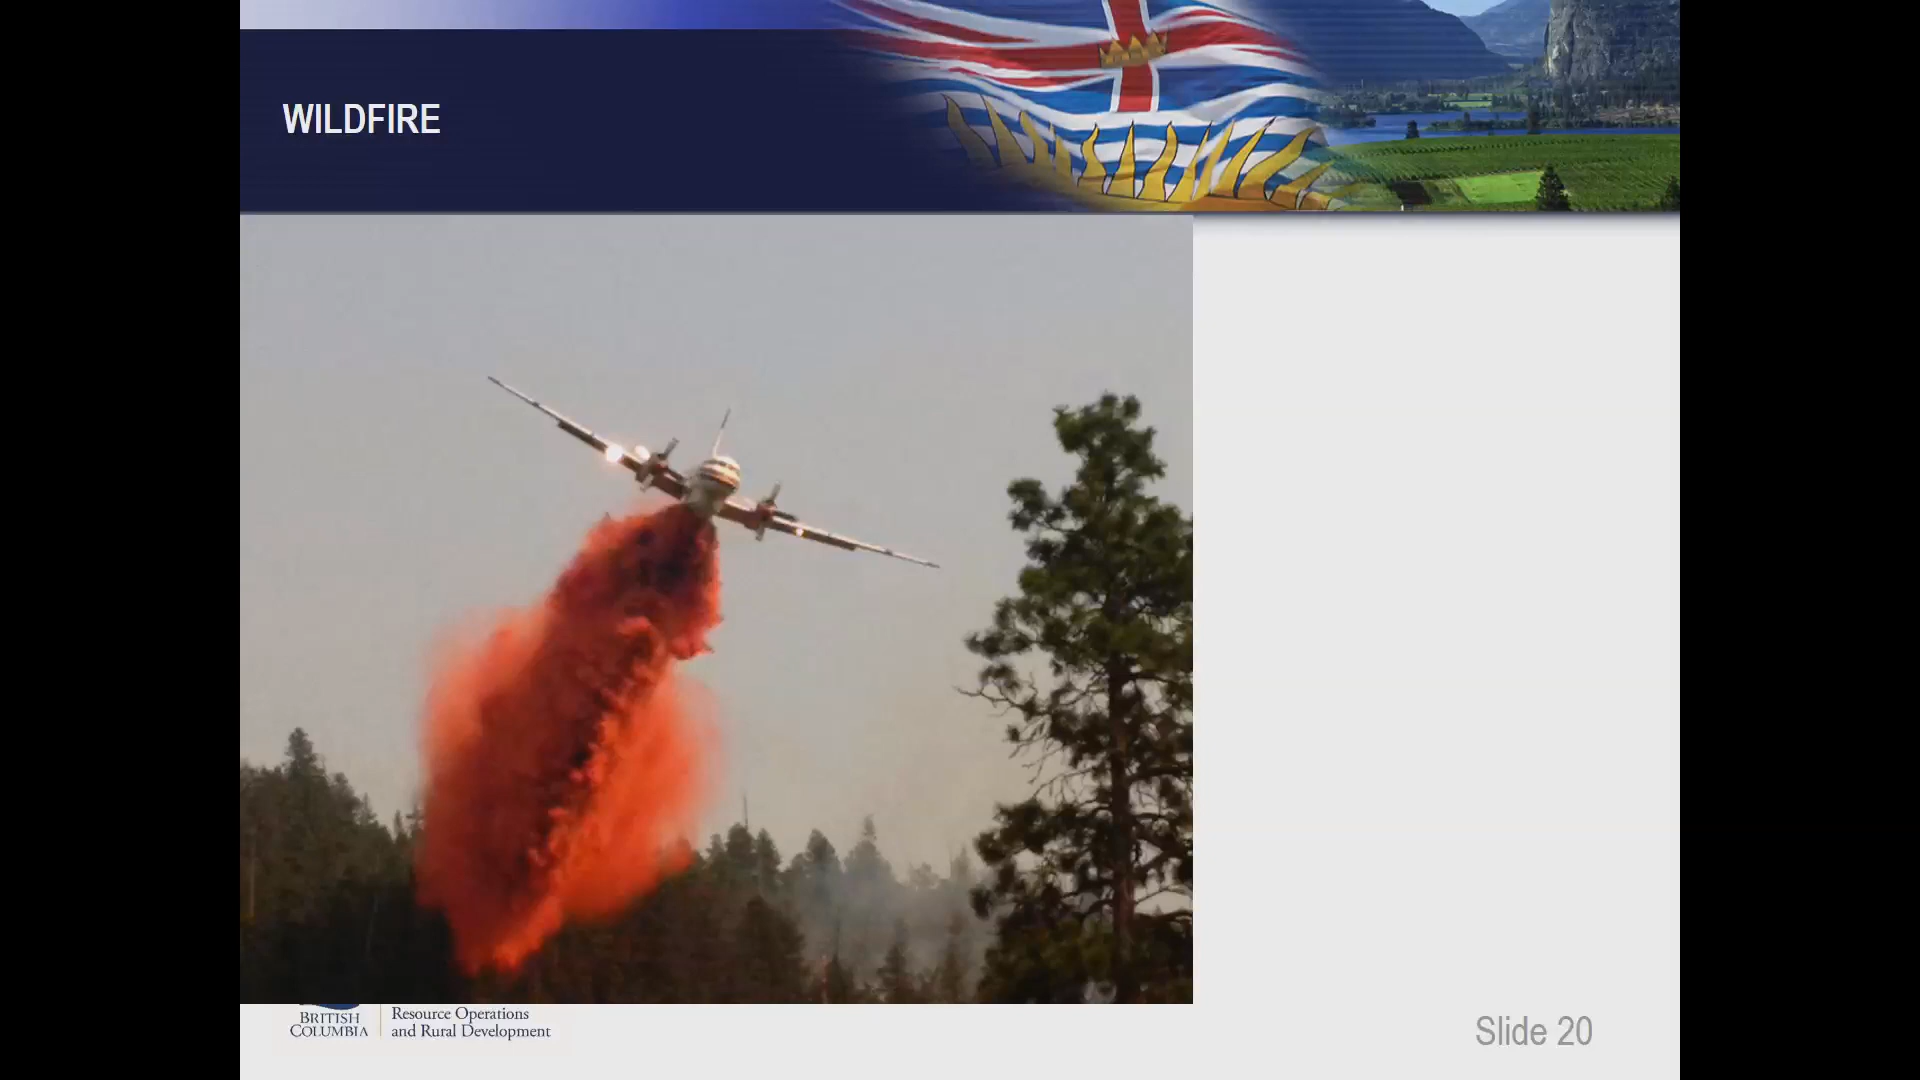 WILDFIRE
BRITISH
COLUMBIA
Resource Operations
and Rural Development
Slide 20